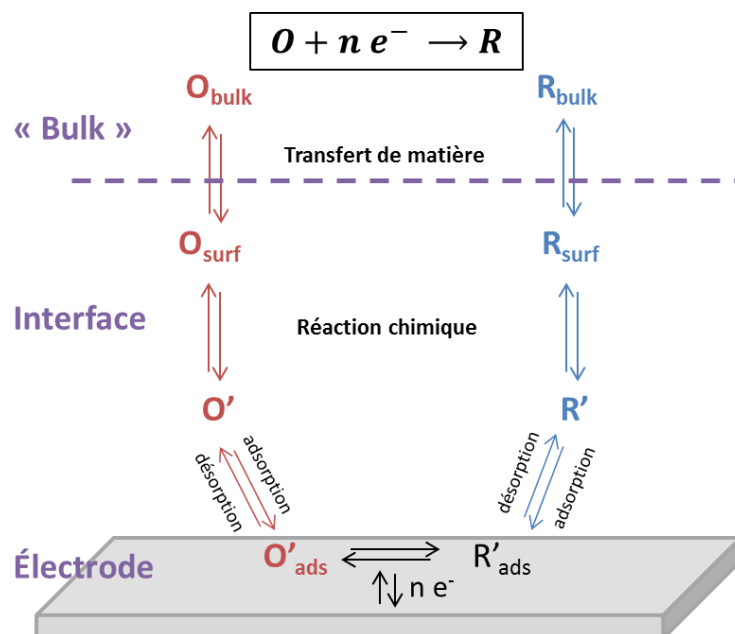 O + n e⁻ ⟶ R
O_bulk
R_bulk
« Bulk »
Transfert de matière
O_surf
R_surf
Interface
Réaction chimique
O'
R'
désorption
adsorption
désorption
adsorption
Électrode
O'_ads
R'_ads
n e⁻